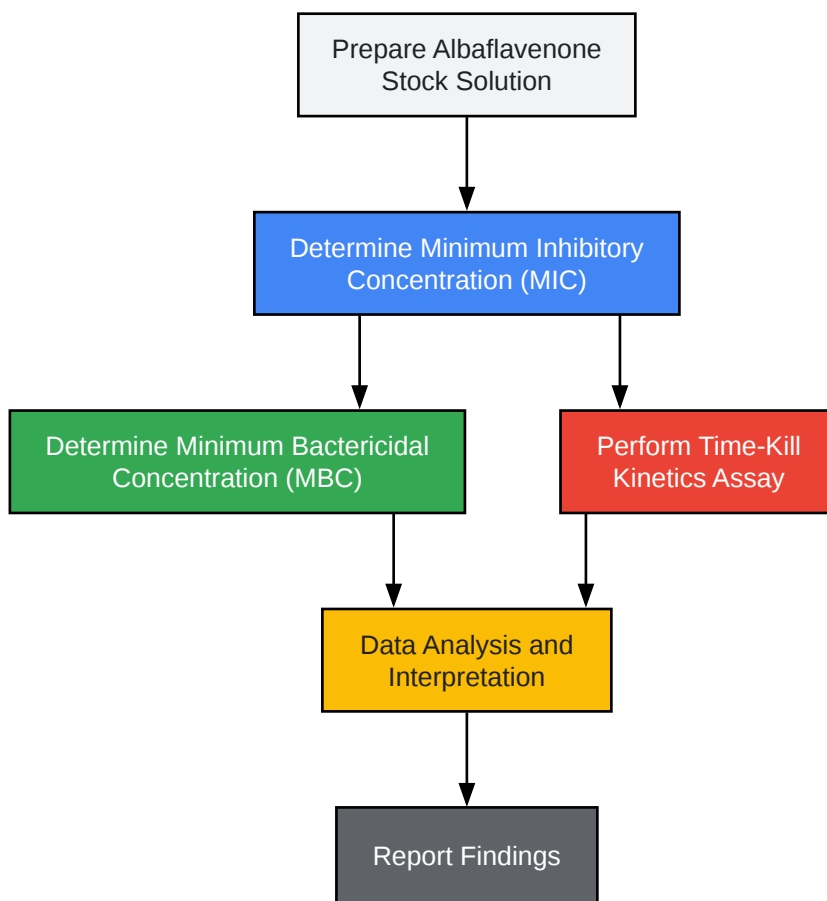 Prepare Albaflavenone
Stock Solution
Determine Minimum Inhibitory
Concentration (MIC)
Determine Minimum Bactericidal
Concentration (MBC)
Perform Time-Kill
Kinetics Assay
Data Analysis and
Interpretation
Report Findings